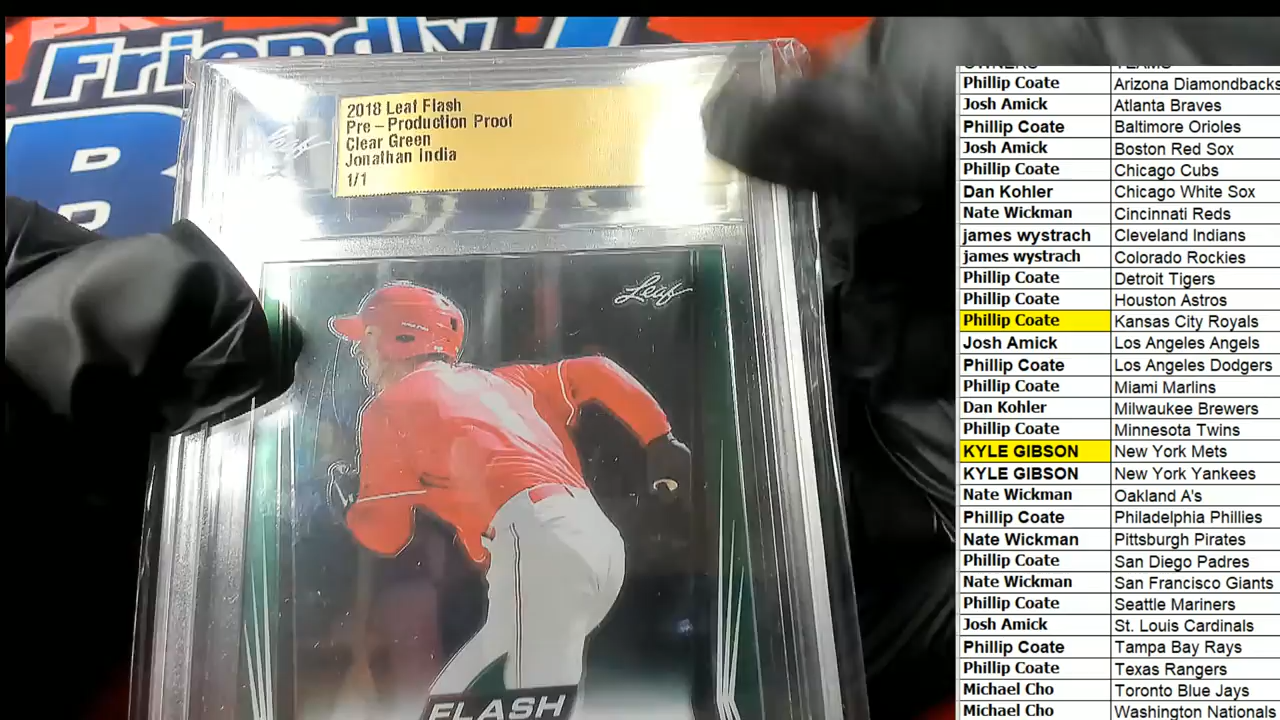 Friendly
2018 Leaf Flash
Pre-Production Proof
Clear Green
Jonathan India
1/1
Leaf
FLASH
OWNERS TEAMS
Phillip Coate Arizona Diamondbacks
Josh Amick Atlanta Braves
Phillip Coate Baltimore Orioles
Josh Amick Boston Red Sox
Phillip Coate Chicago Cubs
Dan Kohler Chicago White Sox
Nate Wickman Cincinnati Reds
james wystrach Cleveland Indians
james wystrach Colorado Rockies
Phillip Coate Detroit Tigers
Phillip Coate Houston Astros
Phillip Coate Kansas City Royals
Josh Amick Los Angeles Angels
Phillip Coate Los Angeles Dodgers
Phillip Coate Miami Marlins
Dan Kohler Milwaukee Brewers
Phillip Coate Minnesota Twins
KYLE GIBSON New York Mets
KYLE GIBSON New York Yankees
Nate Wickman Oakland A's
Phillip Coate Philadelphia Phillies
Nate Wickman Pittsburgh Pirates
Phillip Coate San Diego Padres
Nate Wickman San Francisco Giants
Phillip Coate Seattle Mariners
Josh Amick St. Louis Cardinals
Phillip Coate Tampa Bay Rays
Phillip Coate Texas Rangers
Michael Cho Toronto Blue Jays
Michael Cho Washington Nationals